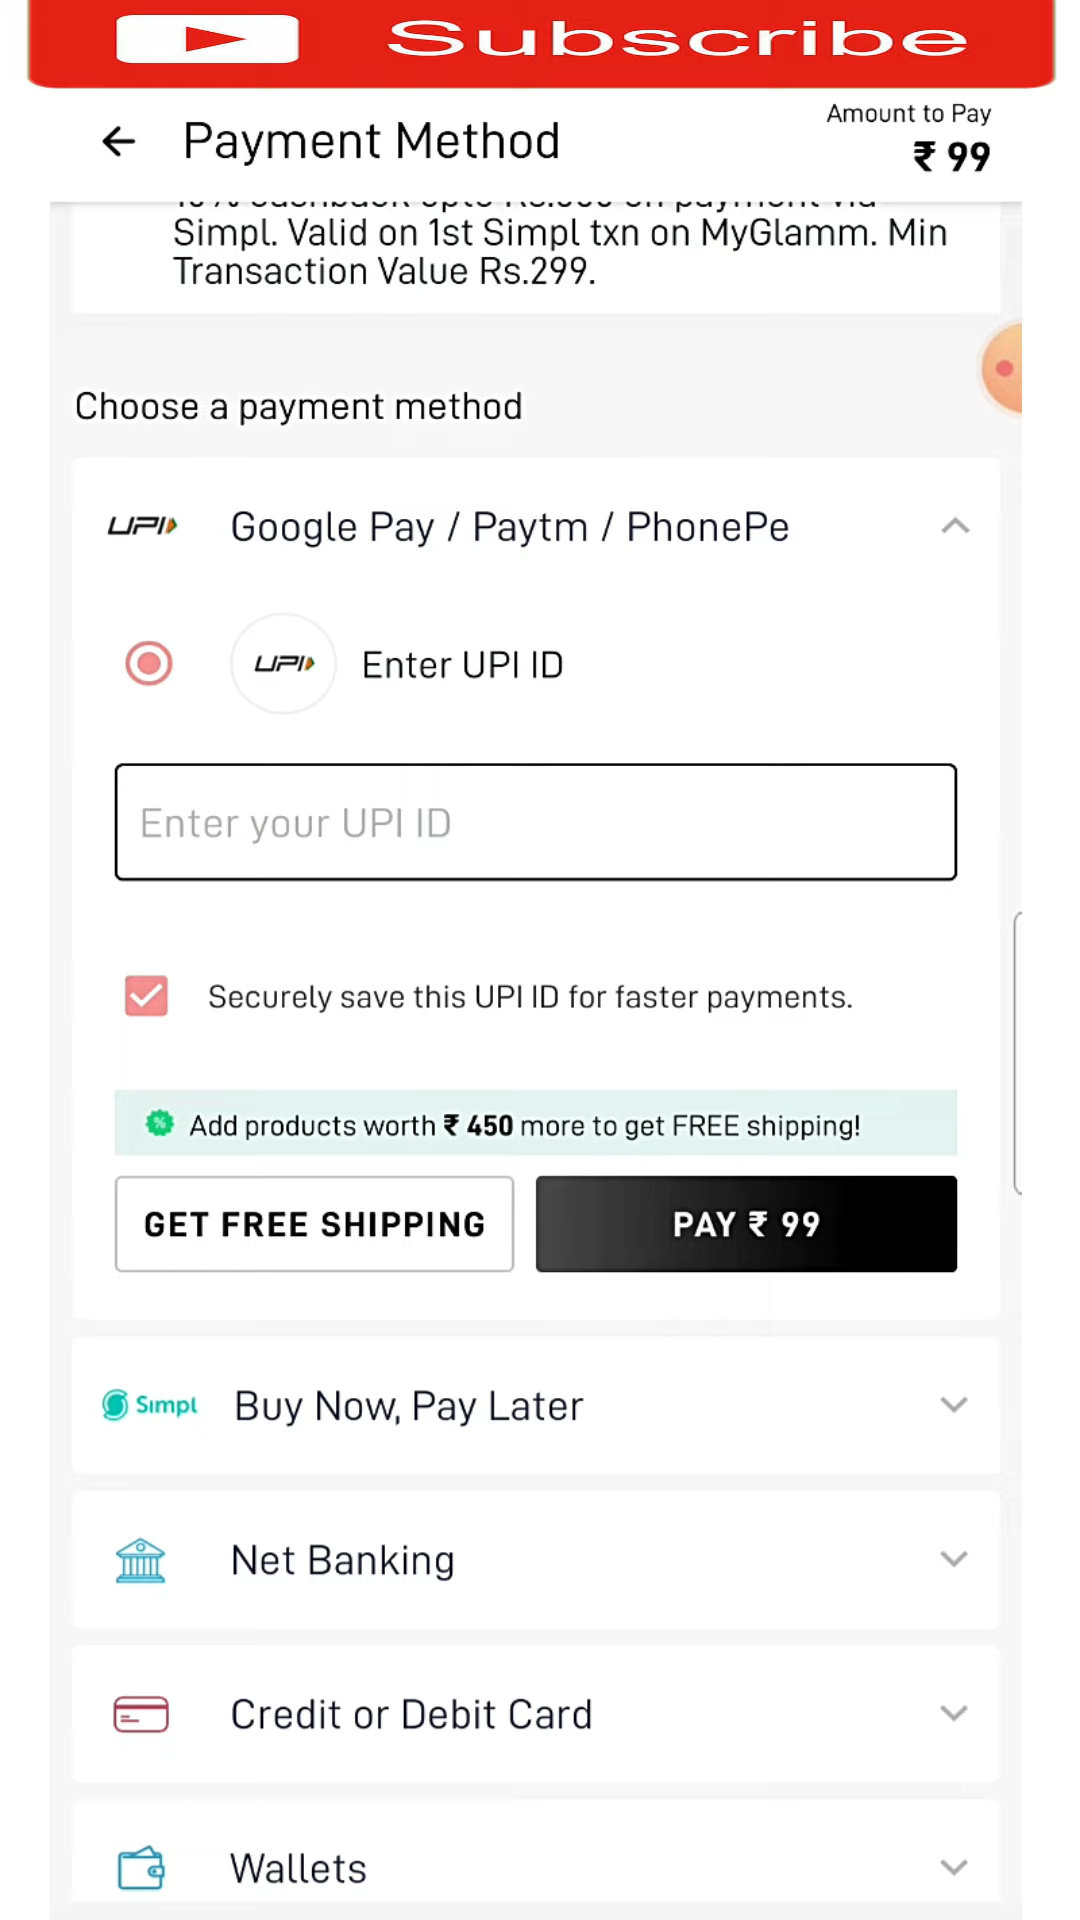 Subscribe
Amount to Pay
Payment Method
₹ 99
Simpl. Valid on 1st Simpl txn on MyGlamm. Min
Transaction Value Rs.299.
Choose a payment method
UPI Google Pay / Paytm / PhonePe
UPI Enter UPI ID
Enter your UPI ID
Securely save this UPI ID for faster payments.
% Add products worth ₹ 450 more to get FREE shipping!
GET FREE SHIPPING
PAY ₹ 99
Simpl Buy Now, Pay Later
Net Banking
Credit or Debit Card
Wallets